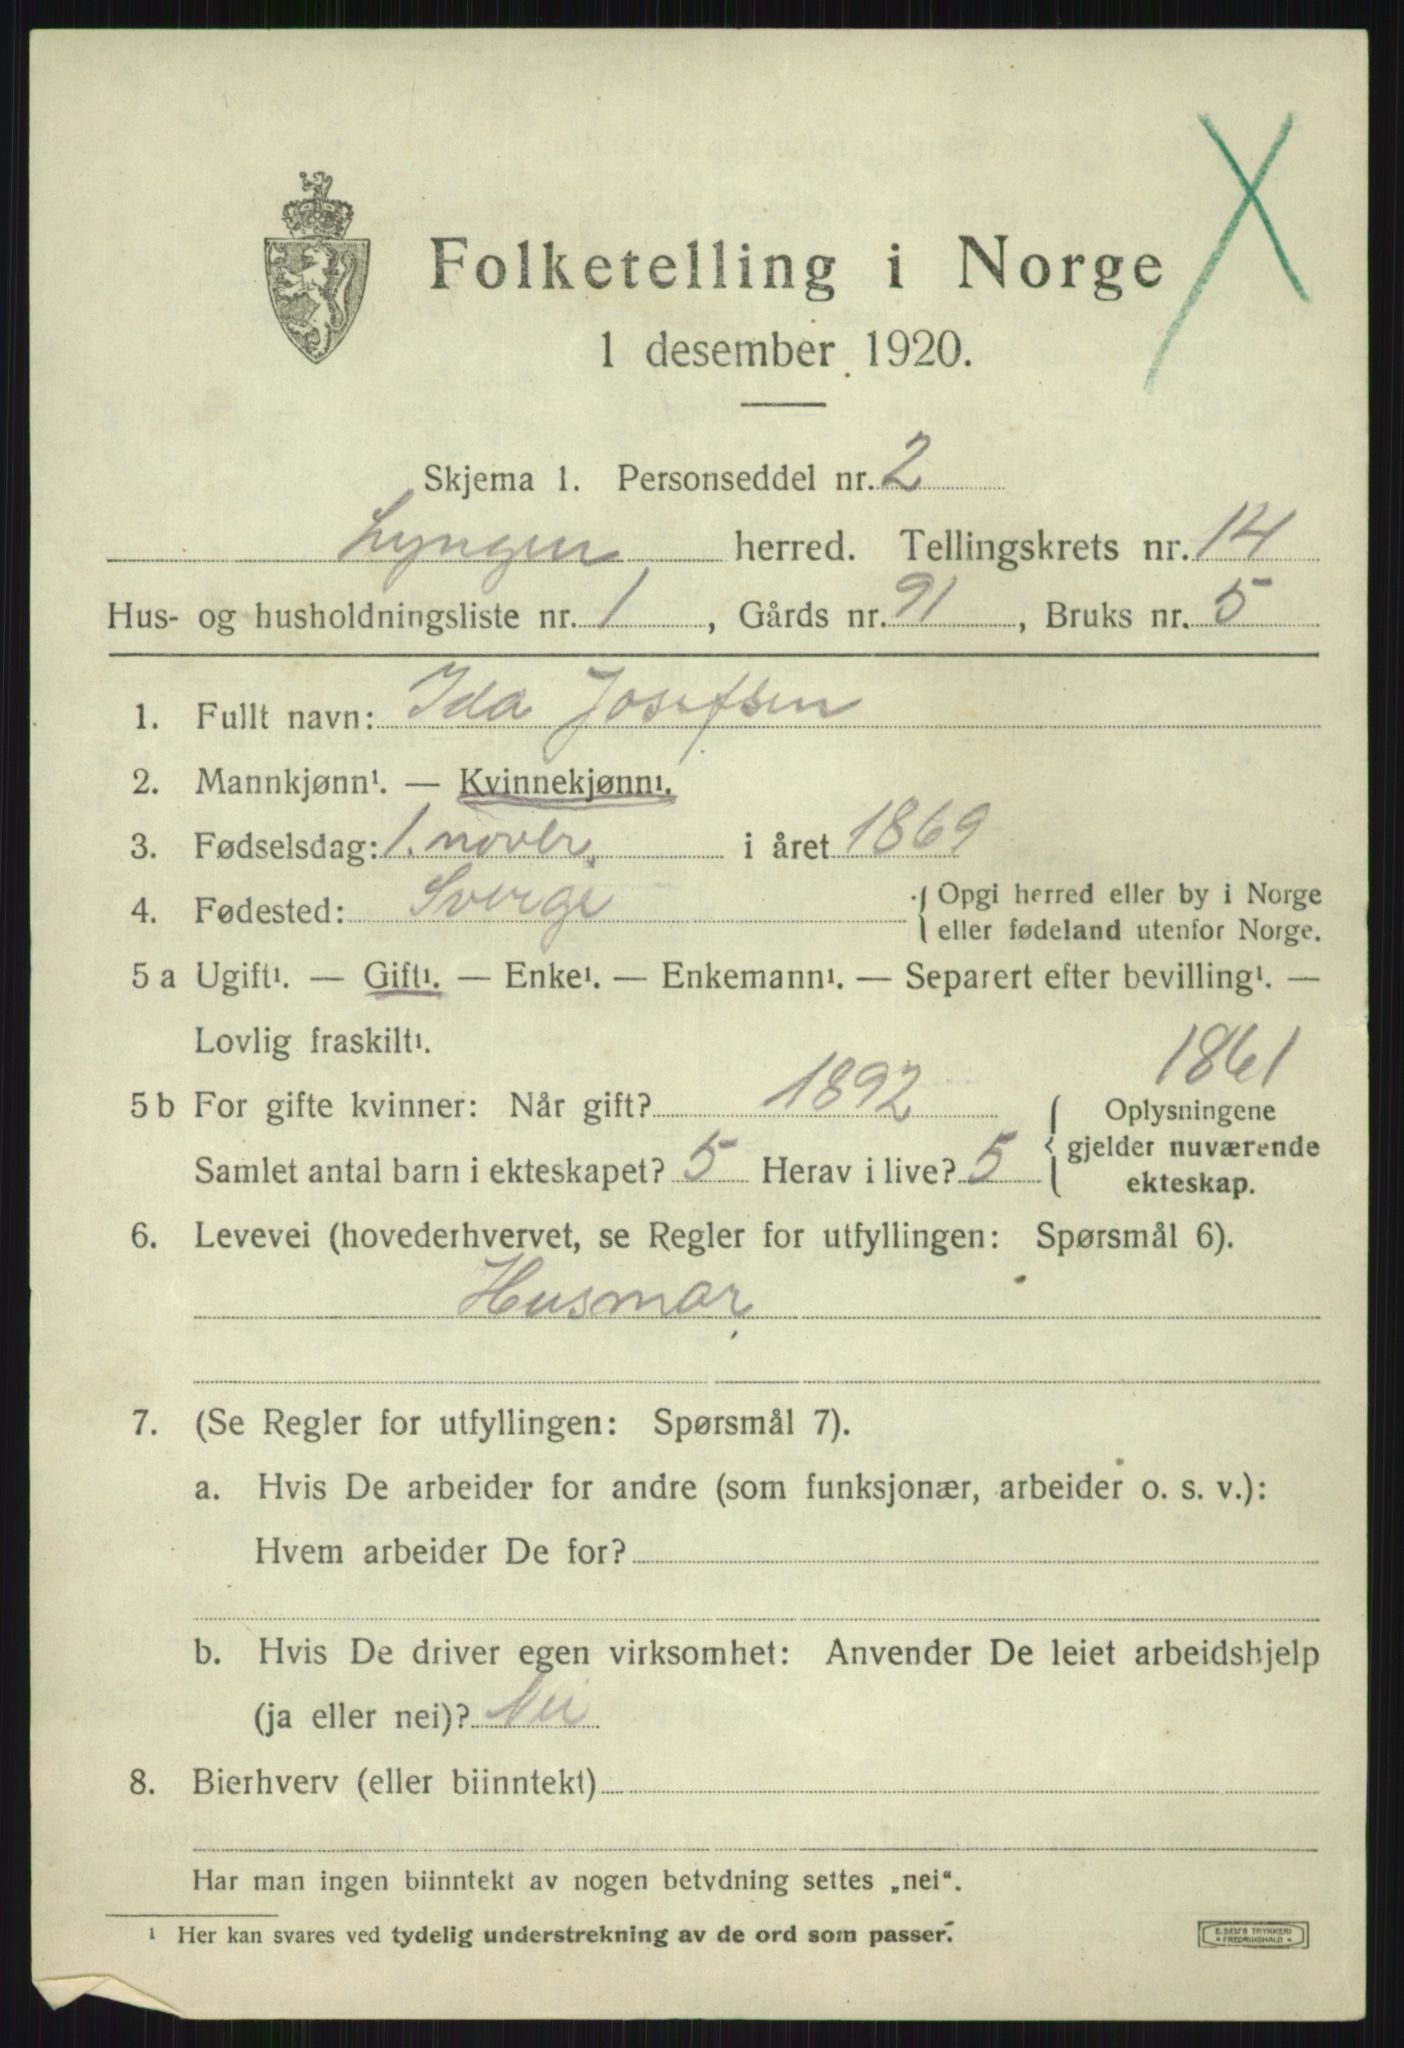 Folketelling i Norge
1 desember 1920.
Skjema 1. Personseddel nr. 2
Lyngen herred. Tellingskrets nr. 14
Hus- og husholdningsliste nr. 1, Gårds nr. 91, Bruks nr. 5
1. Fullt navn: Ida Josefsen
2. Mannkjønn¹. — Kvinnekjønn¹.
3. Fødselsdag: 1. novbr. i året 1869
4. Fødested: Sverge { Opgi herred eller by i Norge
eller fødeland utenfor Norge.
5 a Ugift¹. — Gift¹. — Enke¹. — Enkemann¹. — Separert efter bevilling¹. —
Lovlig fraskilt¹.
1861
5 b For gifte kvinner: Når gift? 1892 { Oplysningene
gjelder nuværende
Samlet antal barn i ekteskapet? 5 Herav i live? 5 ekteskap.
6. Levevei (hovederhvervet, se Regler for utfyllingen: Spørsmål 6).
Husmor
7. (Se Regler for utfyllingen: Spørsmål 7).
a. Hvis De arbeider for andre (som funksjonær, arbeider o. s. v.):
Hvem arbeider De for?
b. Hvis De driver egen virksomhet: Anvender De leiet arbeidshjelp
(ja eller nei)? Nei
8. Bierhverv (eller biinntekt)
Har man ingen biinntekt av nogen betydning settes „nei“.
¹ Her kan svares ved tydelig understrekning av de ord som passer.
E. SEM'S TRYKKERI
FREDRIKSHALD